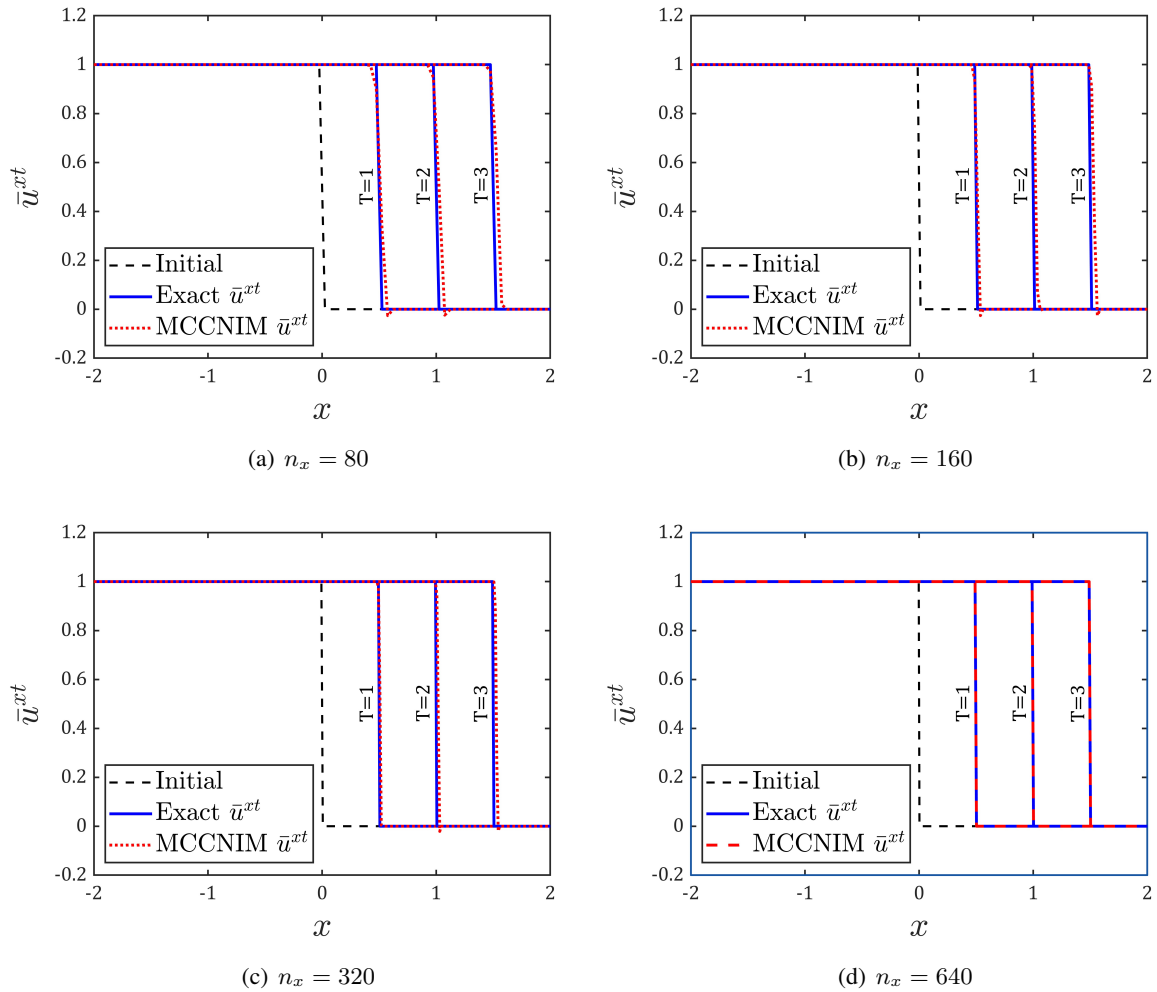 1.2
1
0.8
0.6
0.4
0.2
0
-0.2
-2
-1
0
1
2
x
ū^{xt}
T=1
T=2
T=3
Initial
Exact ū^{xt}
MCCNIM ū^{xt}
(a) n_x = 80
1.2
1
0.8
0.6
0.4
0.2
0
-0.2
-2
-1
0
1
2
x
ū^{xt}
T=1
T=2
T=3
Initial
Exact ū^{xt}
MCCNIM ū^{xt}
(b) n_x = 160
1.2
1
0.8
0.6
0.4
0.2
0
-0.2
-2
-1
0
1
2
x
ū^{xt}
T=1
T=2
T=3
Initial
Exact ū^{xt}
MCCNIM ū^{xt}
(c) n_x = 320
1.2
1
0.8
0.6
0.4
0.2
0
-0.2
-2
-1
0
1
2
x
ū^{xt}
T=1
T=2
T=3
Initial
Exact ū^{xt}
MCCNIM ū^{xt}
(d) n_x = 640